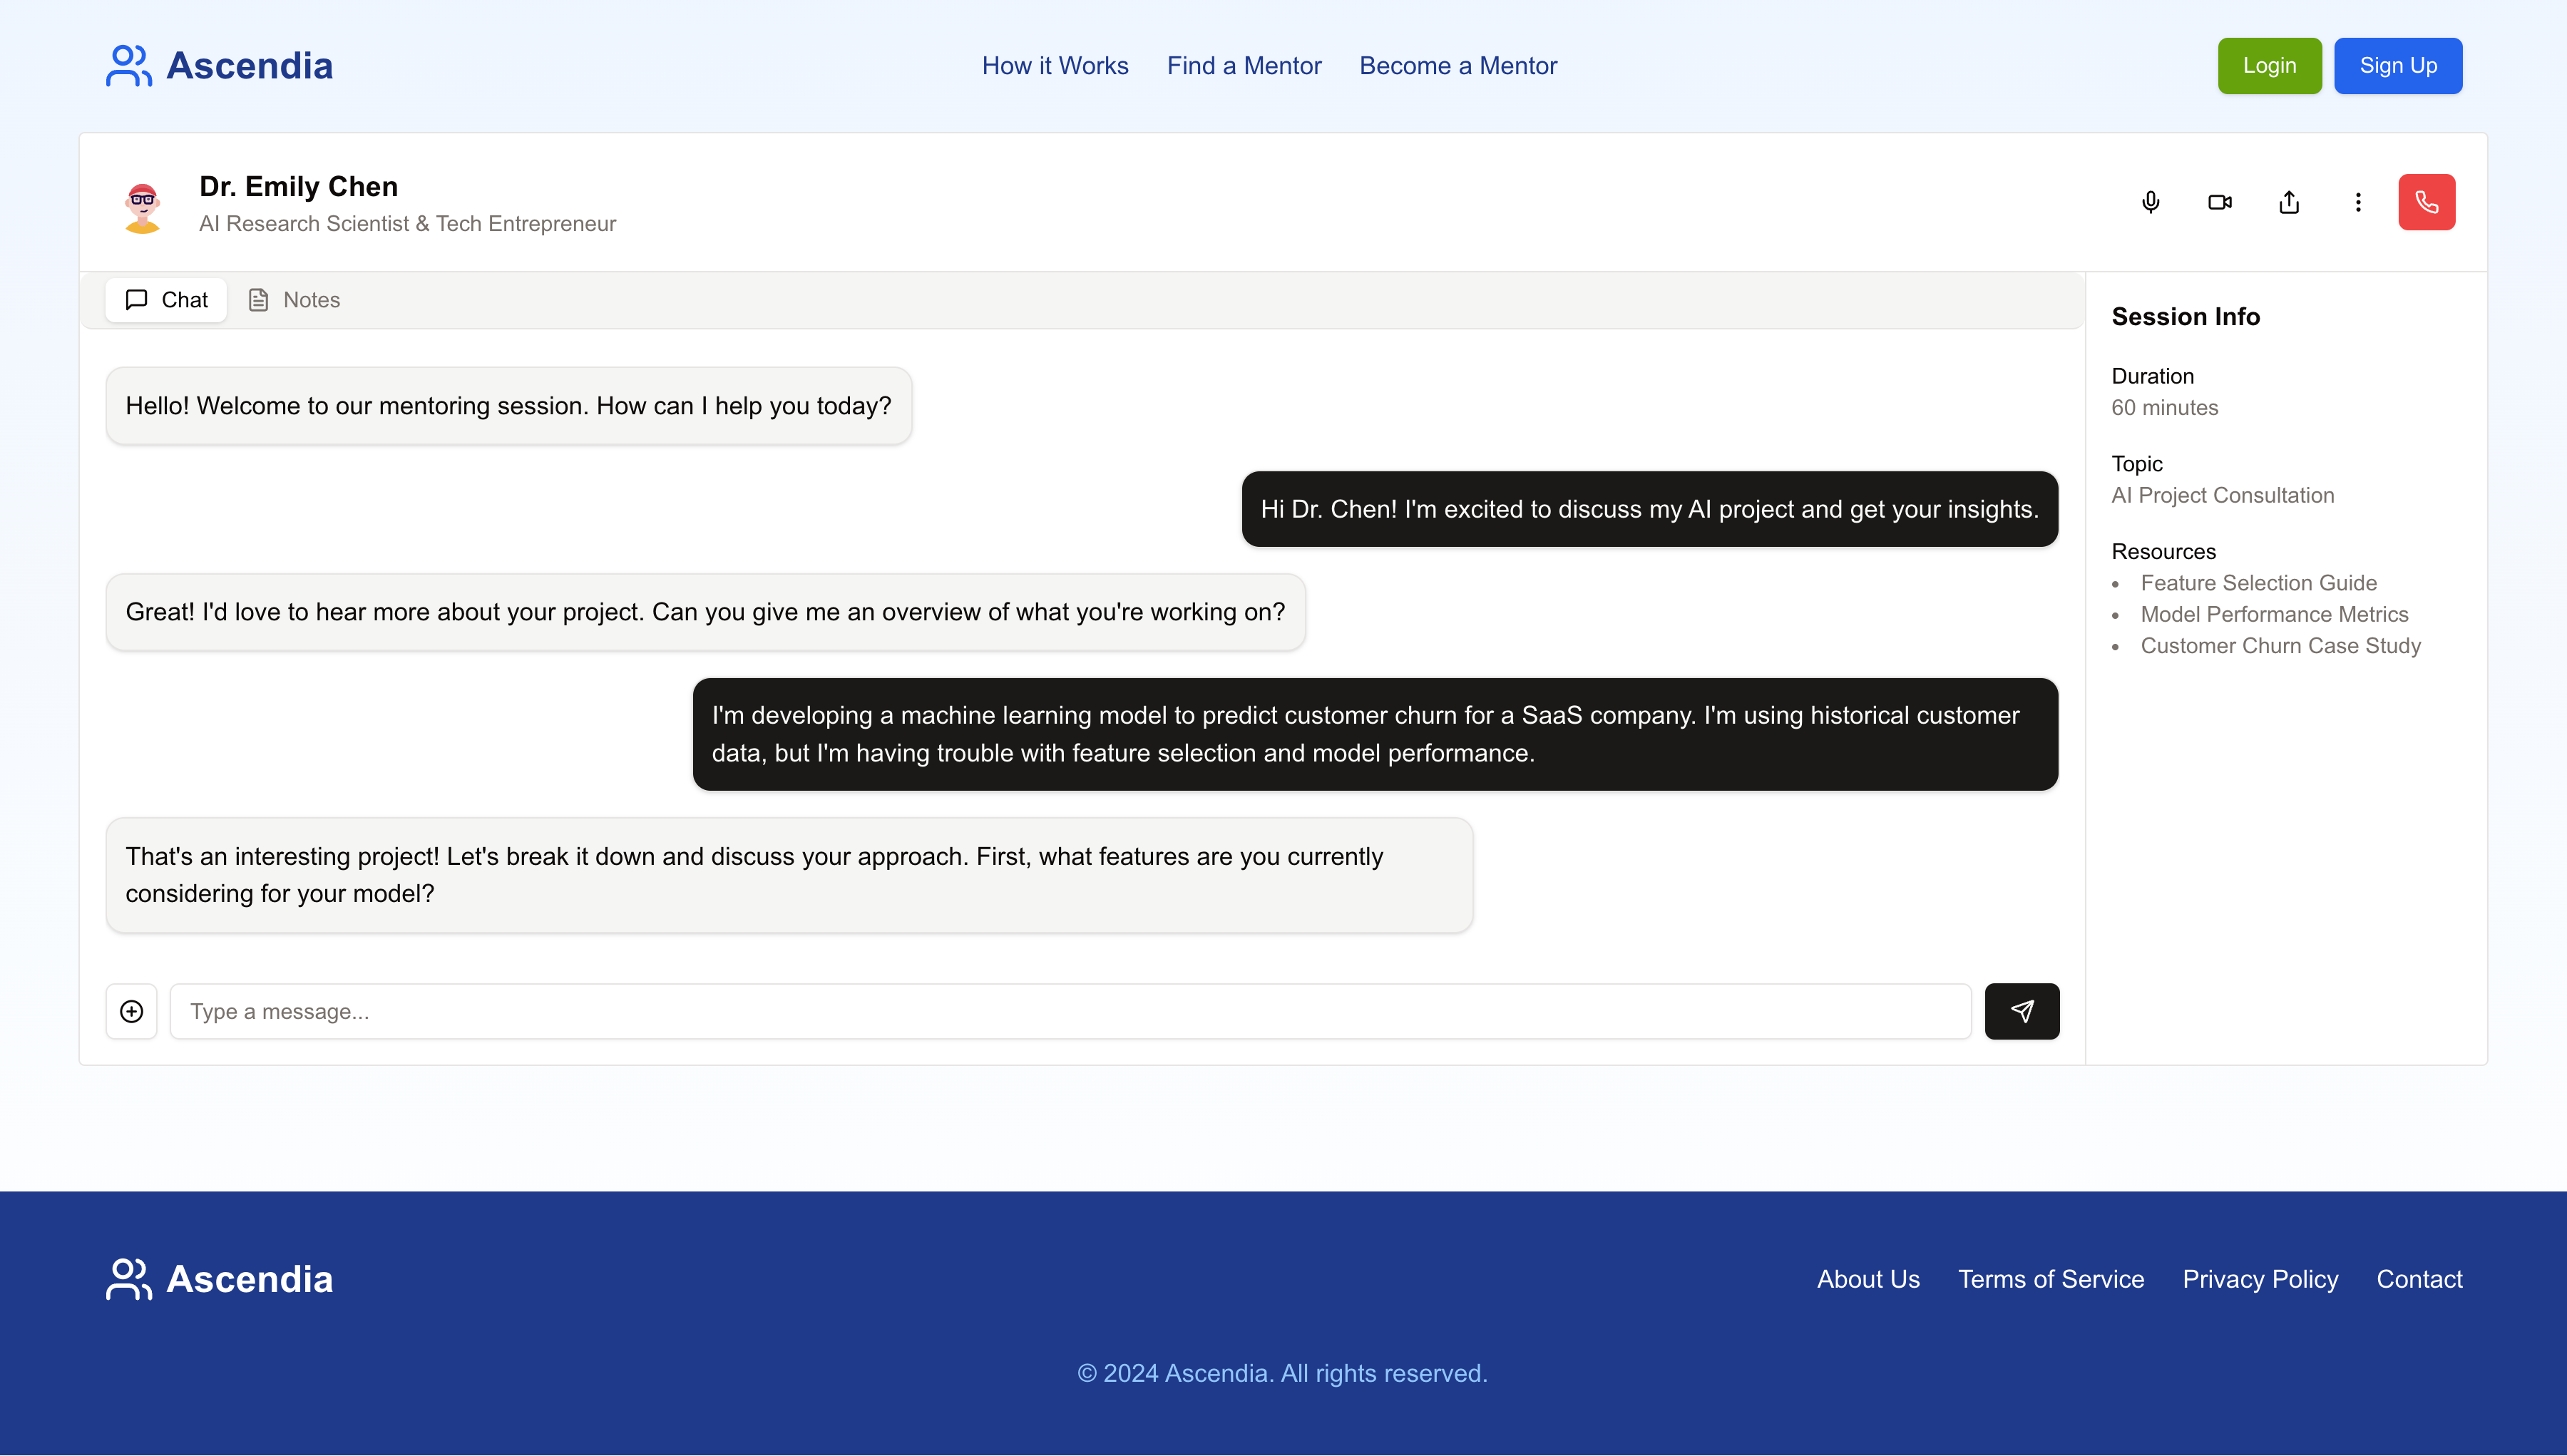 Ascendia
How it Works
Find a Mentor
Become a Mentor
Login
Sign Up
Dr. Emily Chen
AI Research Scientist & Tech Entrepreneur
Chat
Notes
Hello! Welcome to our mentoring session. How can I help you today?
Hi Dr. Chen! I'm excited to discuss my AI project and get your insights.
Great! I'd love to hear more about your project. Can you give me an overview of what you're working on?
I'm developing a machine learning model to predict customer churn for a SaaS company. I'm using historical customer
data, but I'm having trouble with feature selection and model performance.
That's an interesting project! Let's break it down and discuss your approach. First, what features are you currently
considering for your model?
Type a message...
Session Info
Duration
60 minutes
Topic
AI Project Consultation
Resources
• Feature Selection Guide
• Model Performance Metrics
• Customer Churn Case Study
Ascendia
About Us
Terms of Service
Privacy Policy
Contact
© 2024 Ascendia. All rights reserved.